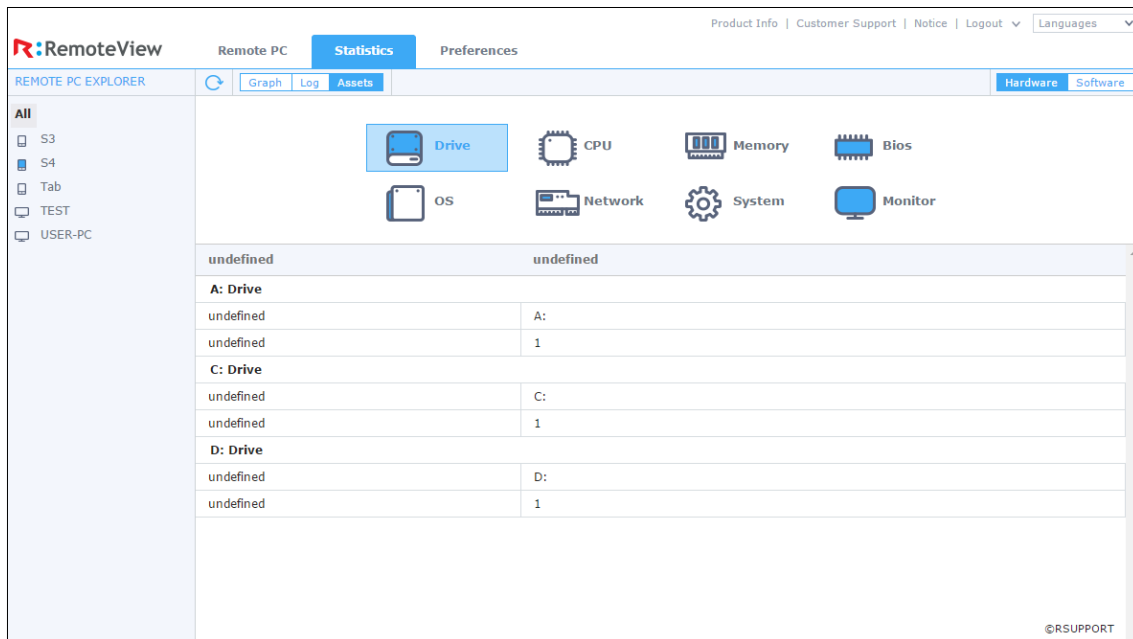 Product Info | Customer Support | Notice | Logout Languages
R:RemoteView Remote PC Statistics Preferences
REMOTE PC EXPLORER Graph Log Assets Hardware Software
All
S3
S4
Tab
TEST
USER-PC
Drive CPU Memory Bios
OS Network System Monitor
undefined undefined
A: Drive
undefined A:
undefined 1
C: Drive
undefined C:
undefined 1
D: Drive
undefined D:
undefined 1
©RSUPPORT